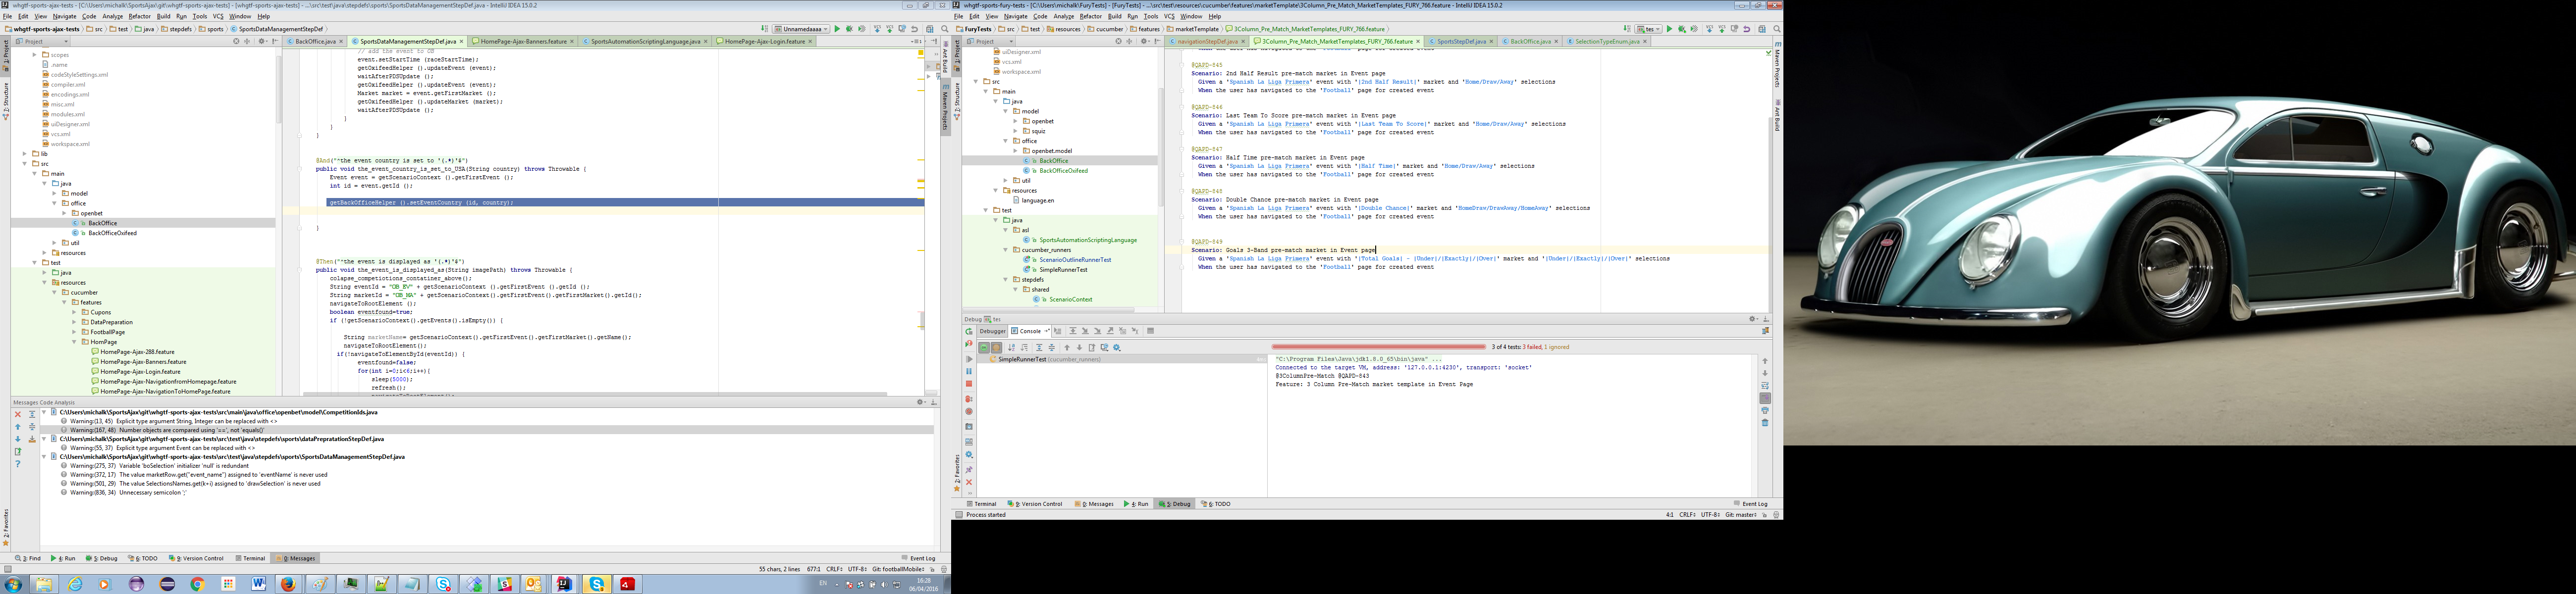 whgtf-sports-ajax-tests - [C:\Users\michalk\SportsAjax\git\whgtf-sports-ajax-tests] - [whgtf-sports-ajax-tests] - ...\src\test\java\stepdefs\sports\SportsDataManagementStepDef.java - IntelliJ IDEA 15.0.2
File Edit View Navigate Code Analyze Refactor Build Run Tools VCS Window Help
whgtf-sports-ajax-tests src test java stepdefs sports SportsDataManagementStepDef
Unnamedaaaa
Project
BackOffice.java SportsDataManagementStepDef.java HomePage-Ajax-Banners.feature SportsAutomationScriptingLanguage.java HomePage-Ajax-Login.feature
scopes
.name
codeStyleSettings.xml
compiler.xml
encodings.xml
misc.xml
modules.xml
uiDesigner.xml
vcs.xml
workspace.xml
lib
src
main
java
model
office
openbet
BackOffice
BackOfficeOxifeed
util
resources
test
java
resources
cucumber
features
Cupons
DataPreparation
FootballPage
HomPage
HomePage-Ajax-288.feature
HomePage-Ajax-Banners.feature
HomePage-Ajax-Login.feature
HomePage-Ajax-NavigationfromHomepage.feature
HomePage-Ajax-NavigationToHomePage.feature
// add the event to OB
event.setStartTime (raceStartTime);
getOxifeedHelper ().updateEvent (event);
waitAfterPDSUpdate ();
getOxifeedHelper ().updateEvent (event);
Market market = event.getFirstMarket ();
getOxifeedHelper ().updateMarket (market);
waitAfterPDSUpdate ();
}
}
}
@And("^the event country is set to '(.*)'$")
public void the_event_country_is_set_to_USA(String country) throws Throwable {
Event event = getScenarioContext ().getFirstEvent ();
int id = event.getId ();
getBackOfficeHelper ().setEventCountry (id, country);
}
@Then("^the event is displayed as '(.*)'$")
public void the_event_is_displayed_as(String imagePath) throws Throwable {
colapse_competictions_container_above();
String eventId = "OB_EV" + getScenarioContext ().getFirstEvent ().getId ();
String marketId = "OB_MA" + getScenarioContext().getFirstEvent().getFirstMarket().getId();
navigateToRootElement ();
boolean eventfound=true;
if (!getScenarioContext().getEvents().isEmpty()) {
String marketName= getScenarioContext().getFirstEvent().getFirstMarket().getName();
navigateToRootElement();
if(!navigateToElementById(eventId)) {
eventfound=false;
for(int i=0;i<6;i++){
sleep(5000);
refresh();
Messages Code Analysis
C:\Users\michalk\SportsAjax\git\whgtf-sports-ajax-tests\src\main\java\office\openbet\model\CompetitionIds.java
Warning:(13, 45) Explicit type argument String, Integer can be replaced with <>
Warning:(167, 48) Number objects are compared using '==', not 'equals()'
C:\Users\michalk\SportsAjax\git\whgtf-sports-ajax-tests\src\test\java\stepdefs\sports\dataPrepratationStepDef.java
Warning:(55, 37) Explicit type argument Event can be replaced with <>
C:\Users\michalk\SportsAjax\git\whgtf-sports-ajax-tests\src\test\java\stepdefs\sports\SportsDataManagementStepDef.java
Warning:(275, 37) Variable 'boSelection' initializer 'null' is redundant
Warning:(372, 17) The value marketRow.get("event_name") assigned to 'eventName' is never used
Warning:(501, 29) The value SelectionsNames.get(k+i) assigned to 'drawSelection' is never used
Warning:(836, 34) Unnecessary semicolon ';'
3: Find 4: Run 5: Debug 6: TODO 9: Version Control Terminal 0: Messages Event Log
55 chars, 2 lines 677:1 CRLF UTF-8 Git: footballMobile
EN 16:28
06/04/2016
whgtf-sports-fury-tests - [C:\Users\michalk\FuryTests] - [FuryTests] - ...\src\test\resources\cucumber\features\marketTemplate\3Column_Pre_Match_MarketTemplates_FURY_766.feature - IntelliJ IDEA 15.0.2
File Edit View Navigate Code Analyze Refactor Build Run Tools VCS Window Help
furyTests src test resources cucumber features marketTemplate 3Column_Pre_Match_MarketTemplates_FURY_766.feature
tes
Project
navigationStepDef.java 3Column_Pre_Match_MarketTemplates_FURY_766.feature SportsStepDef.java BackOffice.java SelectionTypeEnum.java
uiDesigner.xml
vcs.xml
workspace.xml
src
main
java
model
openbet
squiz
office
openbet.model
BackOffice
BackOfficeOxifeed
util
resources
language.en
test
java
asl
SportsAutomationScriptingLanguage
cucumber_runners
ScenarioOutlineRunnerTest
SimpleRunnerTest
stepdefs
shared
ScenarioContext
When the user has navigated to the 'Football' page for created event
@QAPD-845
Scenario: 2nd Half Result pre-match market in Event page
Given a 'Spanish La Liga Primera' event with '|2nd Half Result|' market and 'Home/Draw/Away' selections
When the user has navigated to the 'Football' page for created event
@QAPD-846
Scenario: Last Team To Score pre-match market in Event page
Given a 'Spanish La Liga Primera' event with '|Last Team To Score|' market and 'Home/Draw/Away' selections
When the user has navigated to the 'Football' page for created event
@QAPD-847
Scenario: Half Time pre-match market in Event page
Given a 'Spanish La Liga Primera' event with '|Half Time|' market and 'Home/Draw/Away' selections
When the user has navigated to the 'Football' page for created event
@QAPD-848
Scenario: Double Chance pre-match market in Event page
Given a 'Spanish La Liga Primera' event with '|Double Chance|' market and 'HomeDraw/DrawAway/HomeAway' selections
When the user has navigated to the 'Football' page for created event
@QAPD-849
Scenario: Goals 3-Band pre-match market in Event page
Given a 'Spanish La Liga Primera' event with '|Total Goals| - |Under|/|Exactly|/|Over|' market and '|Under|/|Exactly|/|Over|' selections
When the user has navigated to the 'Football' page for created event
Debug tes
Debugger Console
3 of 4 tests: 3 failed, 1 ignored
SimpleRunnerTest (cucumber_runners)
"C:\Program Files\Java\jdk1.8.0_65\bin\java" ...
Connected to the target VM, address: '127.0.0.1:4230', transport: 'socket'
@3ColumnPre-Match @QAPD-843
Feature: 3 Column Pre-Match market template in Event Page
Terminal 9: Version Control 0: Messages 4: Run 5: Debug 6: TODO Event Log
Process started 4:1 CRLF UTF-8 Git: master